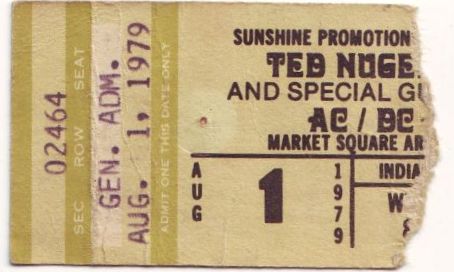 02464
SEC ROW SEAT
GEN. ADM.
AUG. 1, 1979
ADMIT ONE THIS DATE ONLY
SUNSHINE PROMOTION
TED NUGE
AND SPECIAL GU
AC/DC
MARKET SQUARE AR
AUG 1 1979
INDIA
W